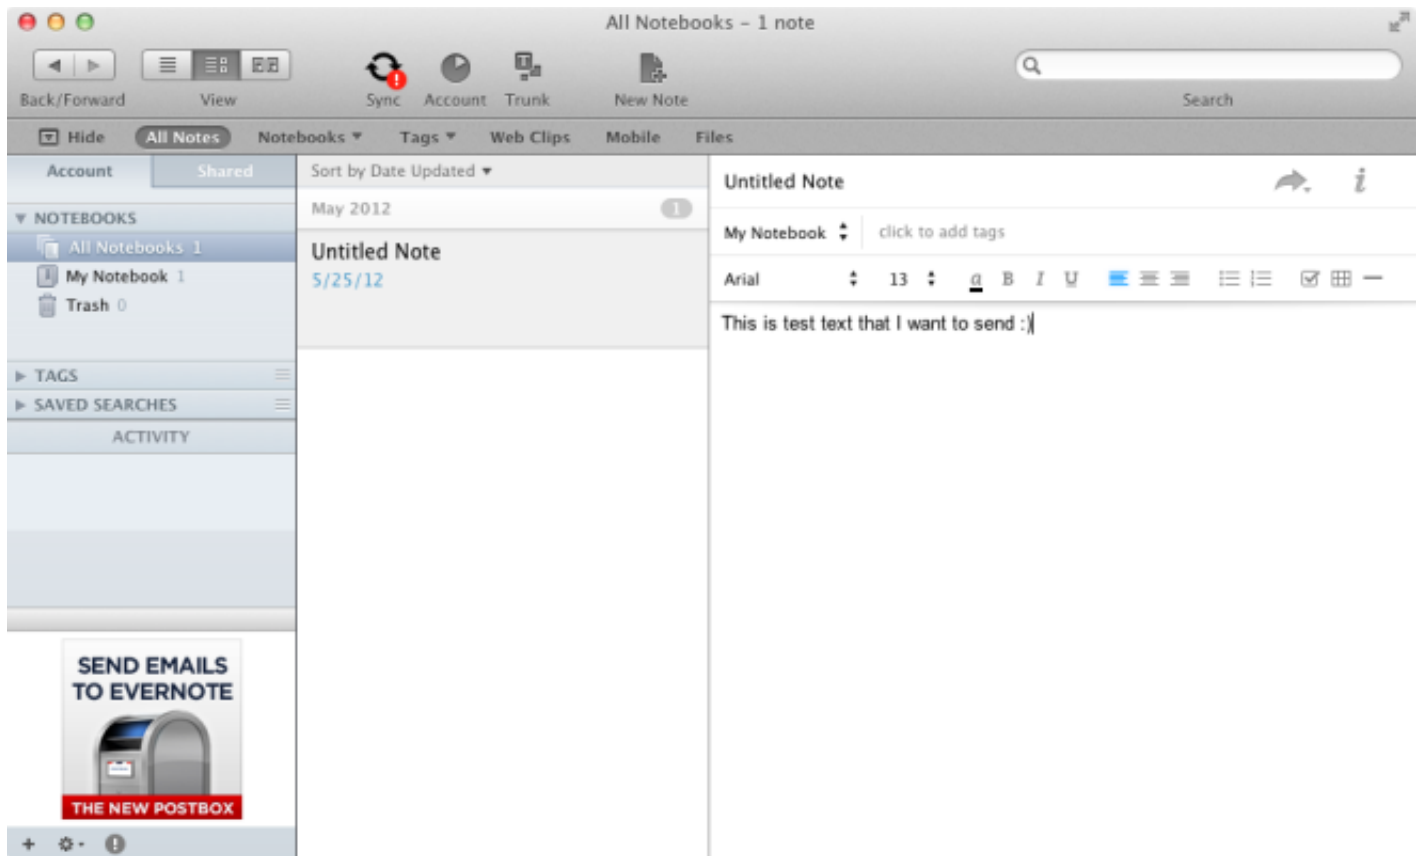 All Notebooks – 1 note
Back/Forward View Sync Account Trunk New Note Search
Hide All Notes Notebooks Tags Web Clips Mobile Files
Account Shared
NOTEBOOKS
All Notebooks 1
My Notebook 1
Trash 0
TAGS
SAVED SEARCHES
ACTIVITY
SEND EMAILS
TO EVERNOTE
THE NEW POSTBOX
Sort by Date Updated
May 2012 1
Untitled Note
5/25/12
Untitled Note
My Notebook click to add tags
Arial 13 a B I U
This is test text that I want to send :)